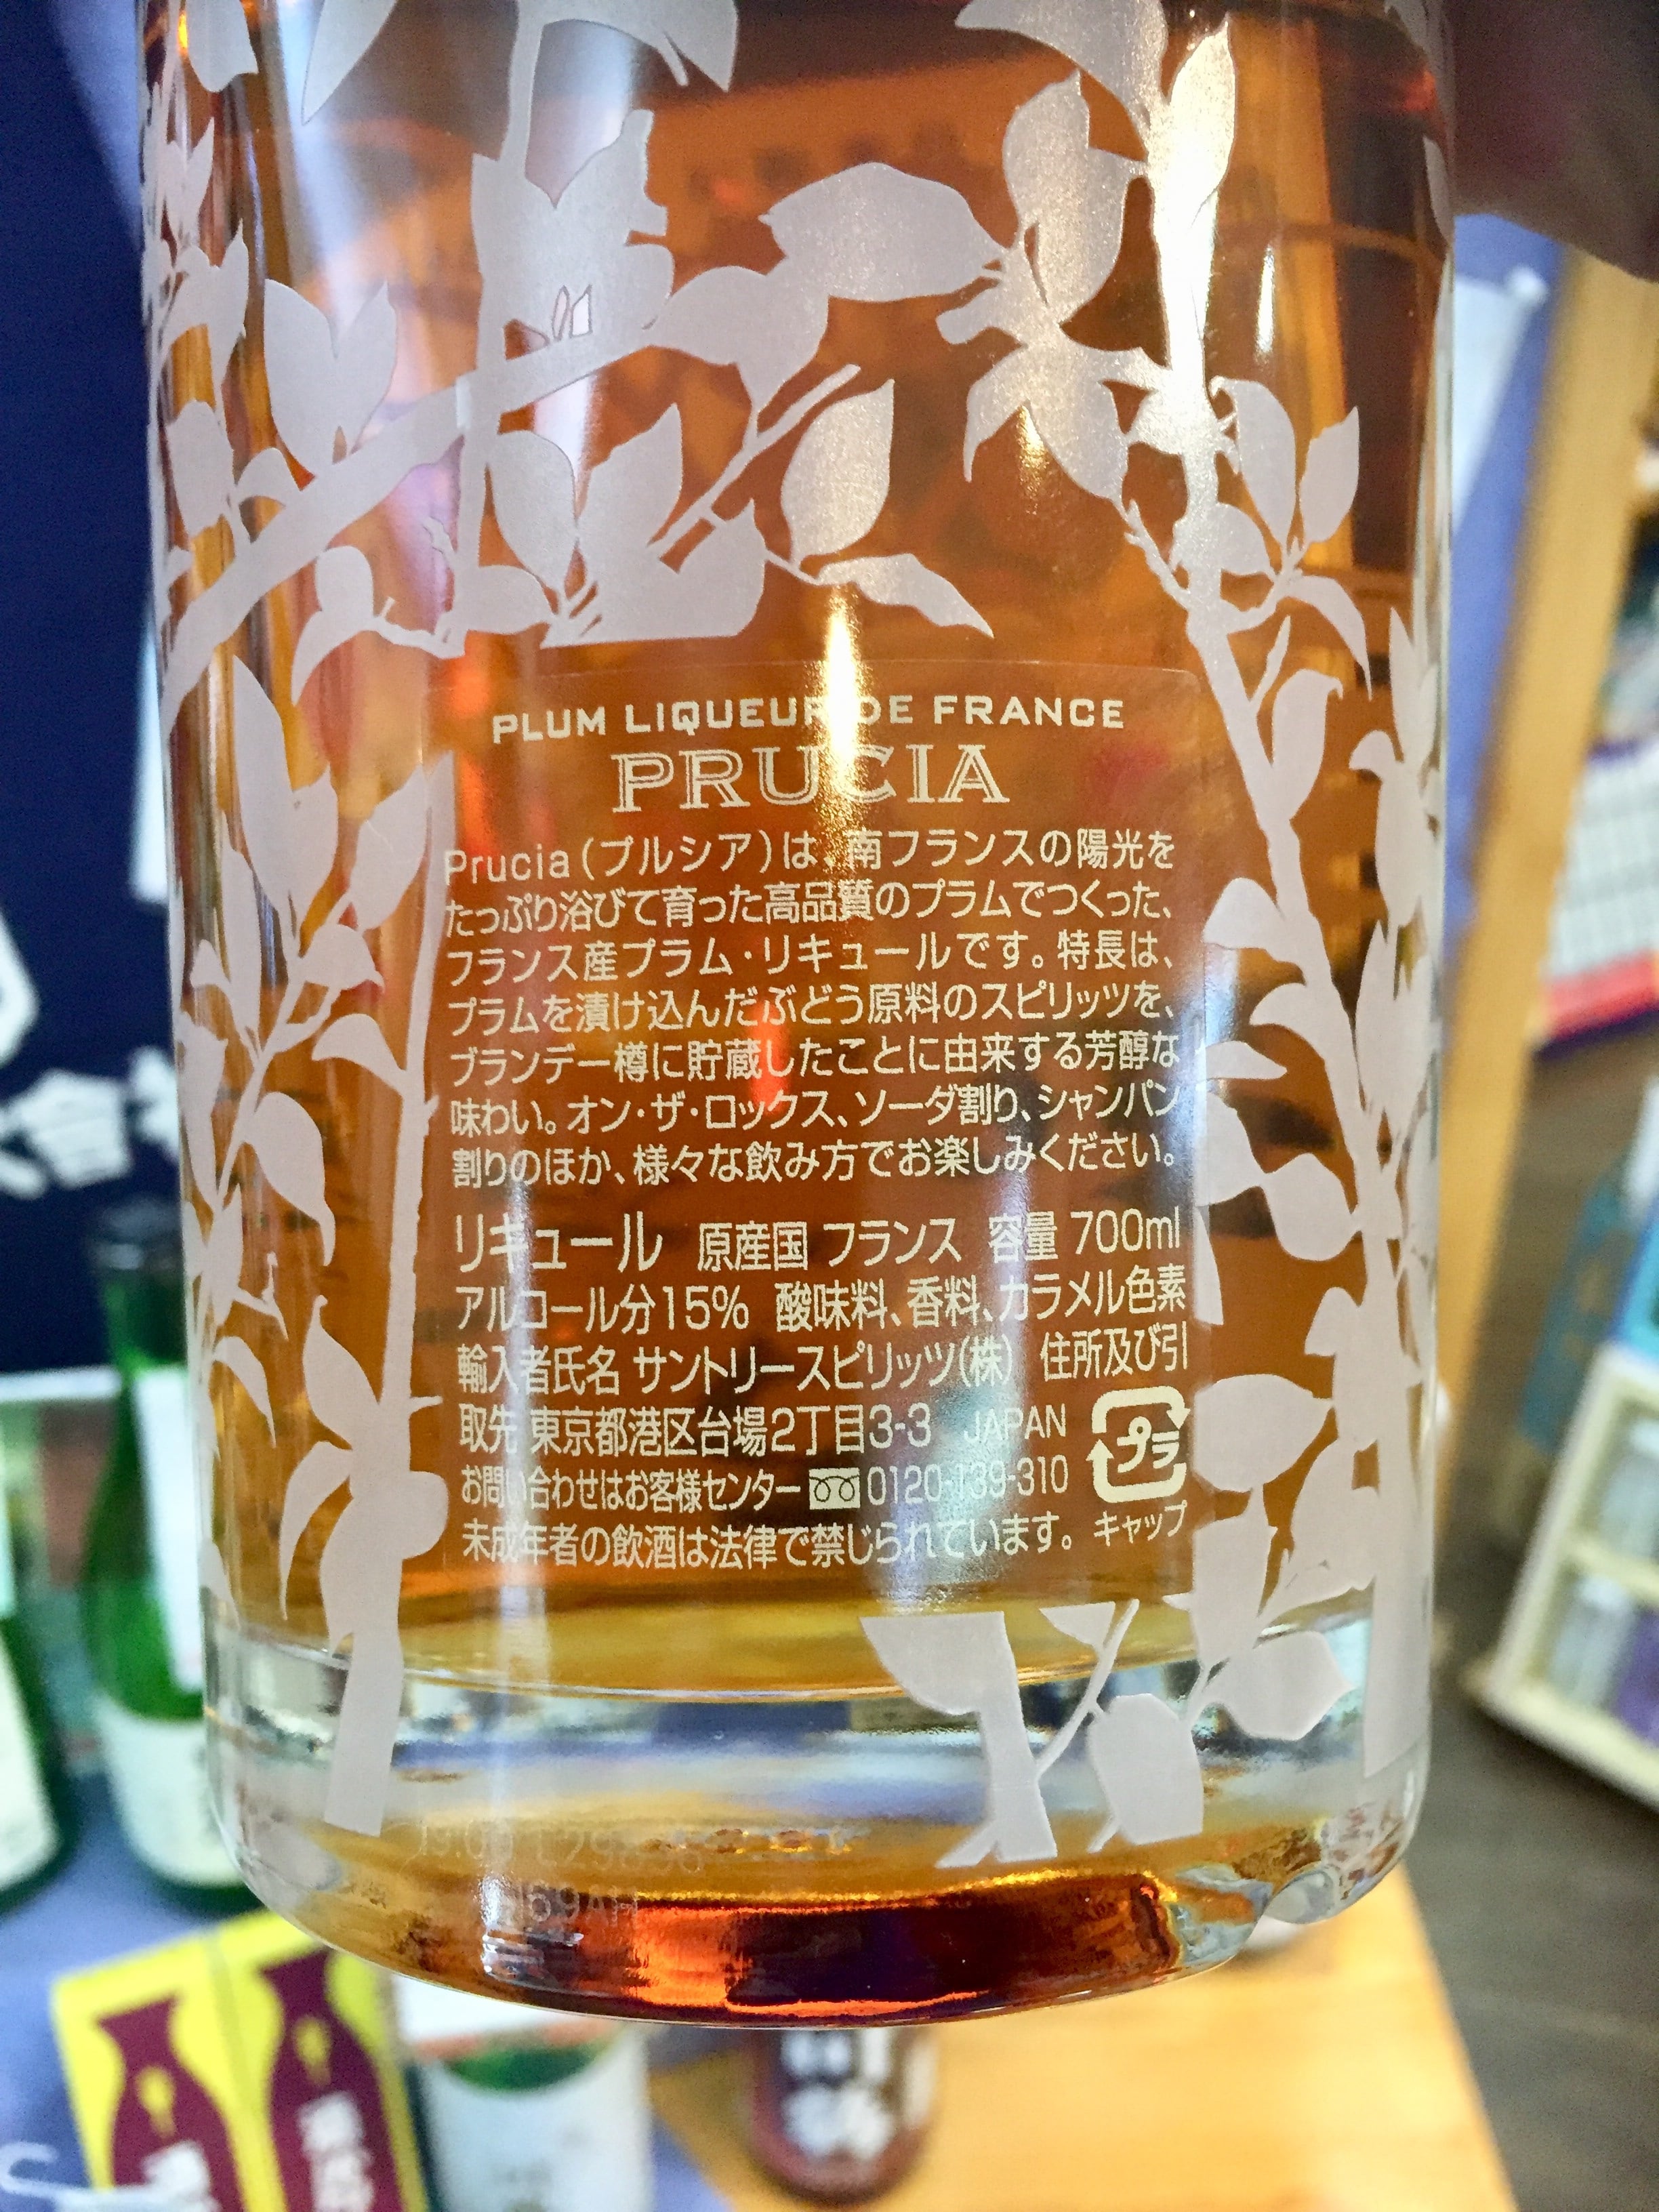 PLUM LIQUEUR DE FRANCE
PRUCIA
Prucia(プルシア)は、南フランスの陽光を
たっぷり浴びて育った高品質のプラムでつくった、
フランス産プラム・リキュールです。特長は、
プラムを漬け込んだぶどう原料のスピリッツを、
ブランデー樽に貯蔵したことに由来する芳醇な
味わい。オン・ザ・ロックス、ソーダ割り、シャンパン
割りのほか、様々な飲み方でお楽しみください。
リキュール 原産国 フランス 容量 700ml
アルコール分15% 酸味料、香料、カラメル色素
輸入者氏名 サントリースピリッツ(株) 住所及び引
取先 東京都港区台場2丁目3-3 JAPAN
プラ
お問い合わせはお客様センター 0120-139-310
未成年者の飲酒は法律で禁じられています。 キャップ